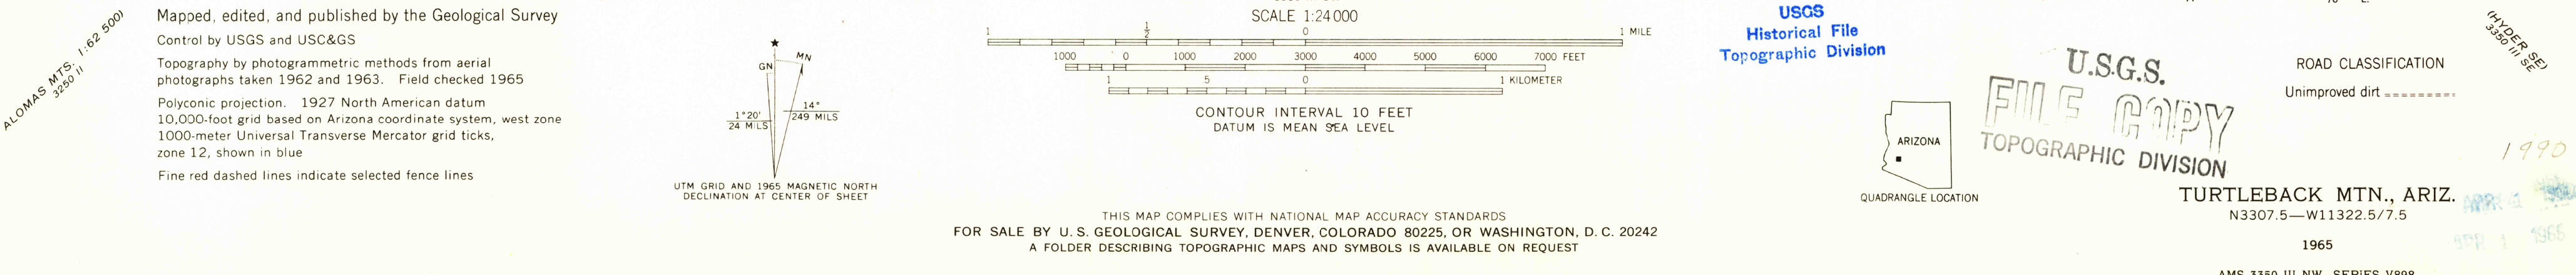 ALOMAS MTS. 1:62 500)
3250 II
Mapped, edited, and published by the Geological Survey
Control by USGS and USC&GS
Topography by photogrammetric methods from aerial
photographs taken 1962 and 1963. Field checked 1965
Polyconic projection. 1927 North American datum
10,000-foot grid based on Arizona coordinate system, west zone
1000-meter Universal Transverse Mercator grid ticks,
zone 12, shown in blue
Fine red dashed lines indicate selected fence lines
★
GN
MN
1°20'
24 MILS
14°
249 MILS
UTM GRID AND 1965 MAGNETIC NORTH
DECLINATION AT CENTER OF SHEET
SCALE 1:24 000
1 ½ 0 1 MILE
1000 0 1000 2000 3000 4000 5000 6000 7000 FEET
1 5 0 1 KILOMETER
CONTOUR INTERVAL 10 FEET
DATUM IS MEAN SEA LEVEL
THIS MAP COMPLIES WITH NATIONAL MAP ACCURACY STANDARDS
FOR SALE BY U. S. GEOLOGICAL SURVEY, DENVER, COLORADO 80225, OR WASHINGTON, D. C. 20242
A FOLDER DESCRIBING TOPOGRAPHIC MAPS AND SYMBOLS IS AVAILABLE ON REQUEST
USGS
Historical File
Topographic Division
ARIZONA
QUADRANGLE LOCATION
U.S.G.S.
FILE COPY
TOPOGRAPHIC DIVISION
ROAD CLASSIFICATION
Unimproved dirt
(HYDER SE)
3350 III SE
1990
TURTLEBACK MTN., ARIZ.
N3307.5—W11322.5/7.5
1965
AMS 3350 III NW–SERIES V898